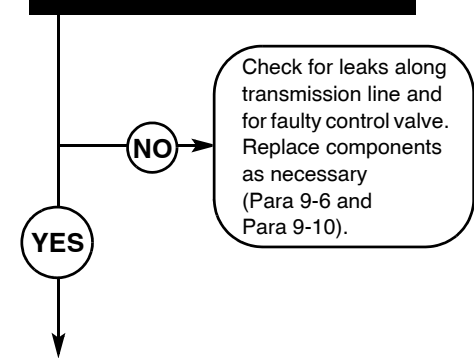 Check for leaks along
transmission line and
for faulty control valve.
Replace components
as necessary
(Para 9-6 and
Para 9-10).
NO
YES